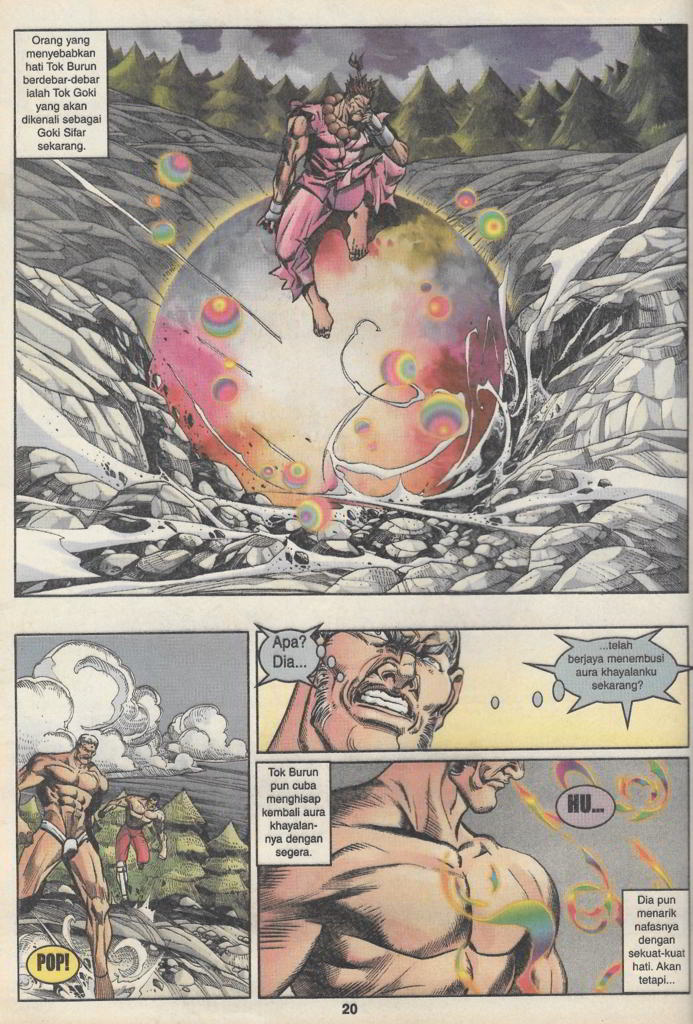 Orang yang
menyebabkan
hati Tok Burun
berdebar-debar
ialah Tok Goki
yang akan
dikenali sebagai
Goki Sifar
sekarang.
POP!
Apa?
Dia...
...telah
berjaya menembusi
aura khayalanku
sekarang?
Tok Burun
pun cuba
menghisap
kembali aura
khayalan-
nya dengan
segera.
HU...
Dia pun
menarik
nafasnya
dengan
sekuat-kuat
hati. Akan
tetapi...
20